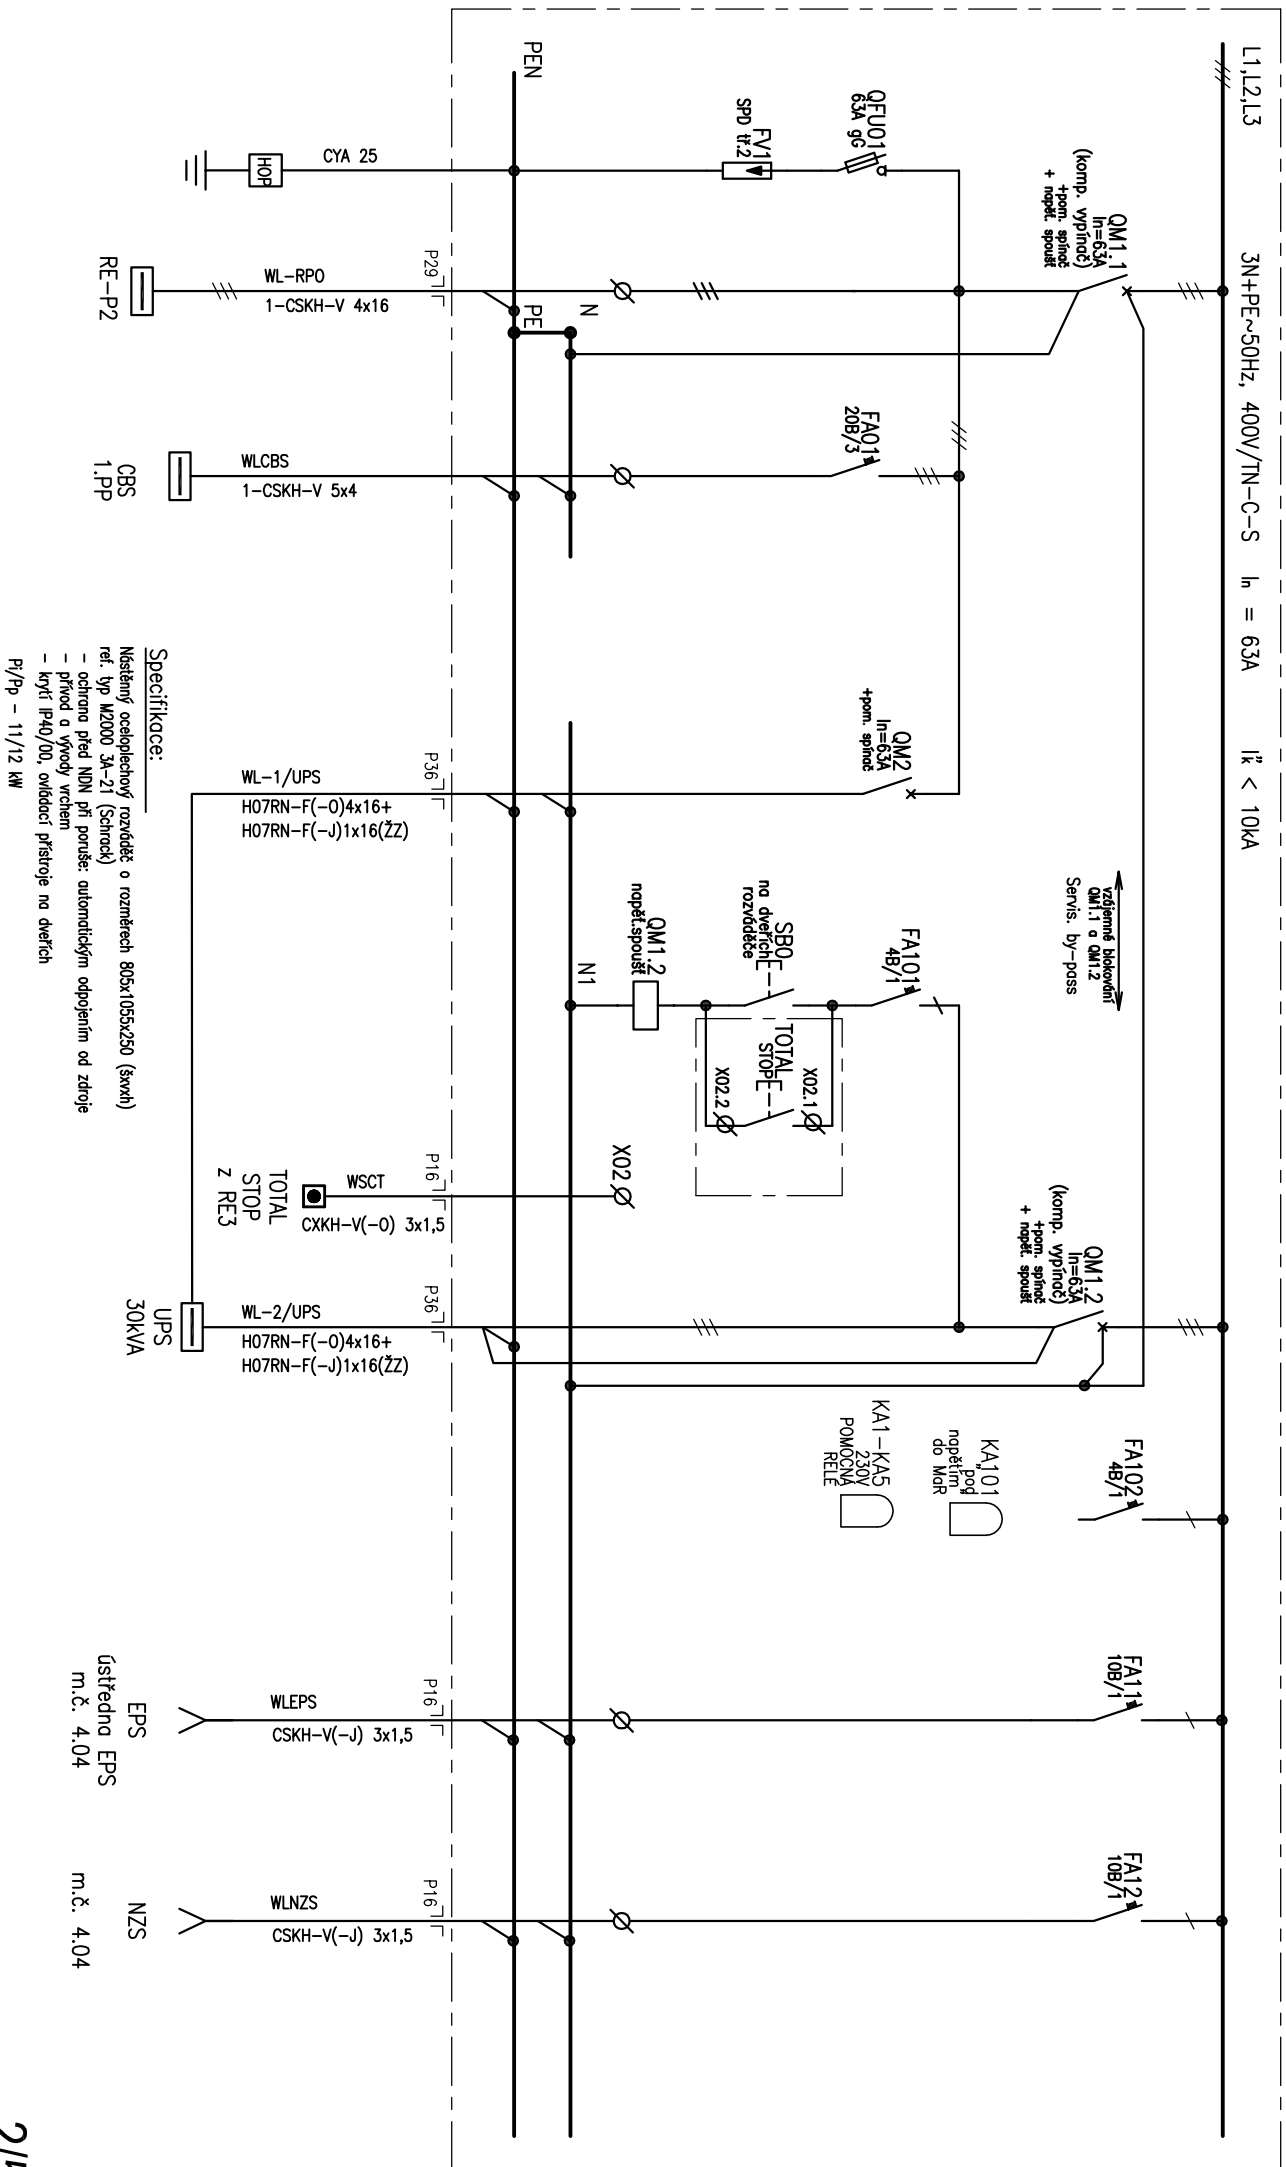 L1,L2,L3
3N+PE~50Hz, 400V/TN-C-S
In = 63A
Ik" < 10kA
QM1.1
In=63A
(komp. vypínač)
+pom. spínač
+ napěť. spoušť
vzájemné blokování
QM1.1 a QM1.2
Servis. by-pass
QM1.2
In=63A
(komp. vypínač)
+pom. spínač
+ napěť. spoušť
FA102
4B/1
FA11
10B/1
FA12
10B/1
QFU01
63A gG
FV1
SPD tř.2
FA01
20B/3
QM2
In=63A
+pom. spínač
FA101
4B/1
SB0
na dveřích
rozváděče
TOTAL
STOP
X02.1
X02.2
QM1.2
napěť.spoušť
KA101
"pod
napětím"
do MaR
KA1-KA5
230V
POMOCNÁ
RELÉ
X02
N
N1
PEN
PE
P29
P36
P16
P36
P16
P16
CYA 25
HOP
WL-RPO
1-CSKH-V 4x16
RE-P2
WLCBS
1-CSKH-V 5x4
CBS
1.PP
WL-1/UPS
H07RN-F(-O)4x16+
H07RN-F(-J)1x16(ŽZ)
WSCT
CXKH-V(-O) 3x1,5
TOTAL
STOP
z RE3
WL-2/UPS
H07RN-F(-O)4x16+
H07RN-F(-J)1x16(ŽZ)
UPS
30kVA
WLEPS
CSKH-V(-J) 3x1,5
EPS
ústředna EPS
m.č. 4.04
WLNZS
CSKH-V(-J) 3x1,5
NZS
m.č. 4.04
Specifikace:
Nástěnný oceloplechový rozváděč o rozměrech 805x1055x250 (šxvxh)
ref. typ M2000 3A-21 (Schrack)
- ochrana před NDN při poruše: automatickým odpojením od zdroje
- přívod a vývody vrchem
- krytí IP40/00, ovládací přístroje na dveřích
Pi/Pp - 11/12 kW